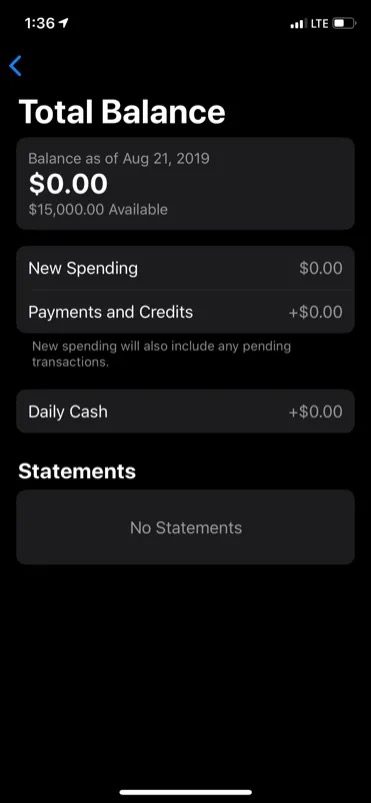 1:36
LTE
Total Balance
Balance as of Aug 21, 2019
$0.00
$15,000.00 Available
New Spending $0.00
Payments and Credits +$0.00
New spending will also include any pending
transactions.
Daily Cash +$0.00
Statements
No Statements